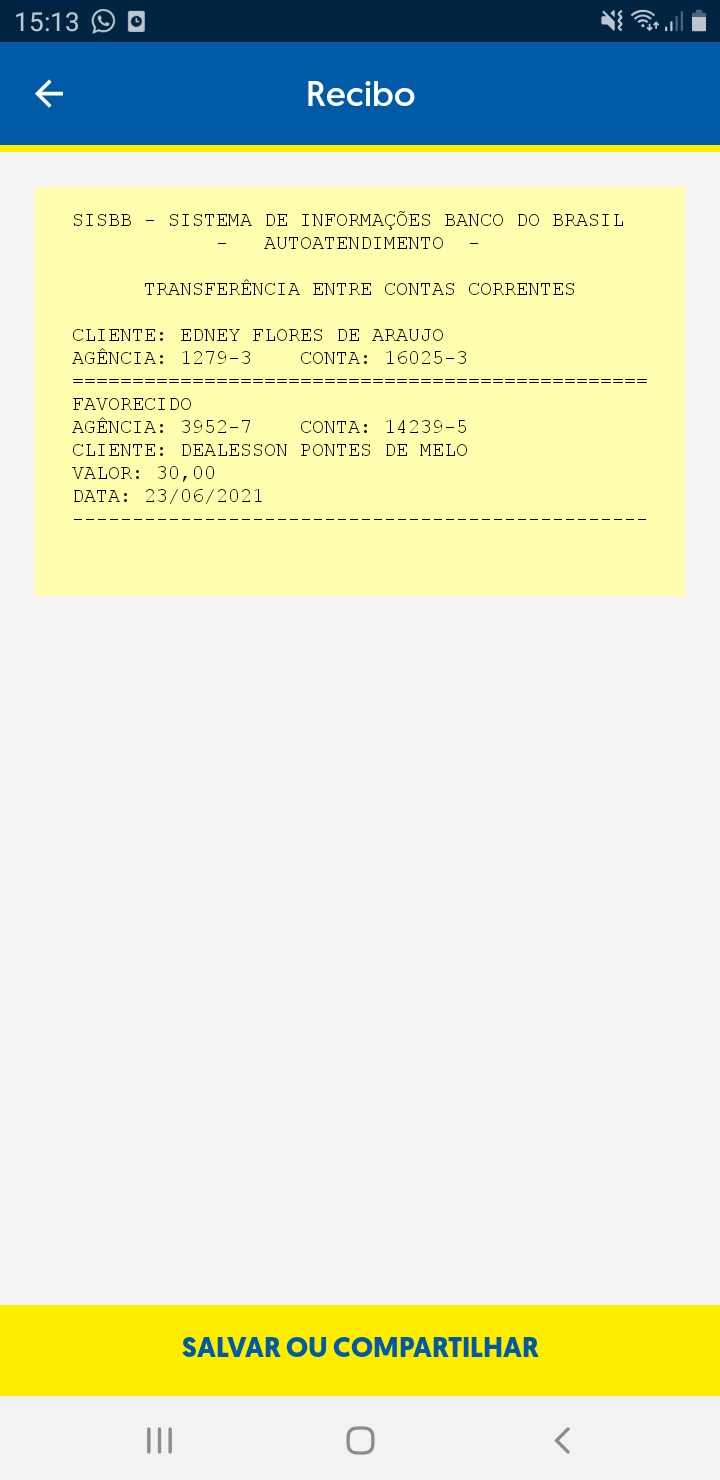 15:13
Recibo
SISBB - SISTEMA DE INFORMAÇÕES BANCO DO BRASIL
- AUTOATENDIMENTO -
TRANSFERÊNCIA ENTRE CONTAS CORRENTES
CLIENTE: EDNEY FLORES DE ARAUJO
AGÊNCIA: 1279-3 CONTA: 16025-3
================================================
FAVORECIDO
AGÊNCIA: 3952-7 CONTA: 14239-5
CLIENTE: DEALESSON PONTES DE MELO
VALOR: 30,00
DATA: 23/06/2021
------------------------------------------------
SALVAR OU COMPARTILHAR